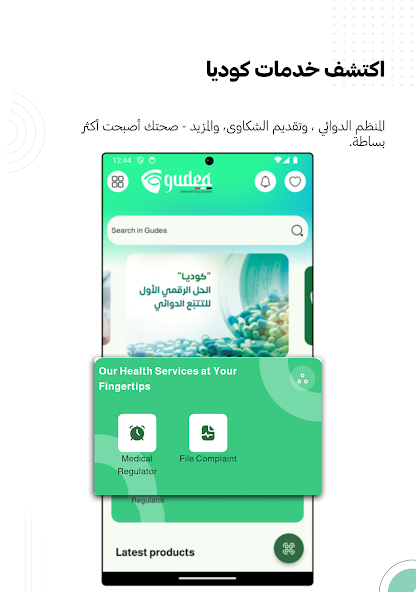 اكتشف خدمات كوديا
المنظم الدوائي ، وتقديم الشكاوى، والمزيد - صحتك أصبحت أكثر
بساطة.
12:44
gudea
Search in Gudea
"كوديا"
الحل الرقمي الأول
للتتبّع الدوائي
Our Health Services at Your
Fingertips
Medical
Regulator
File Complaint
Regulator
Latest products